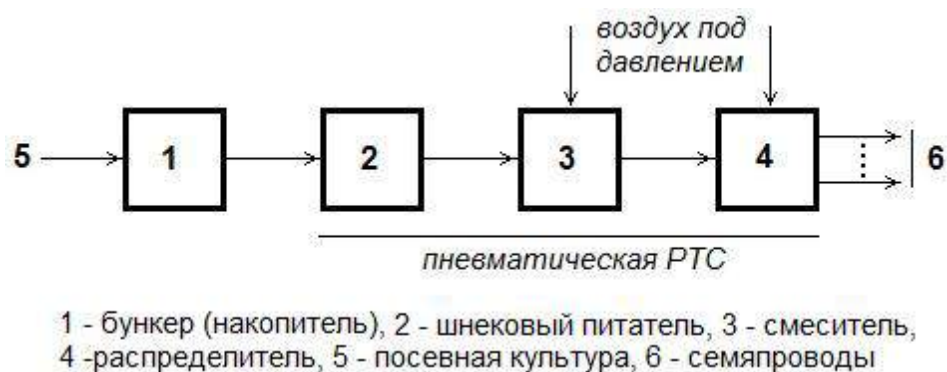 воздух под
давлением
5 1 2 3 4 6
пневматическая РТС
1 - бункер (накопитель), 2 - шнековый питатель, 3 - смеситель,
4 -распределитель, 5 - посевная культура, 6 - семяпроводы